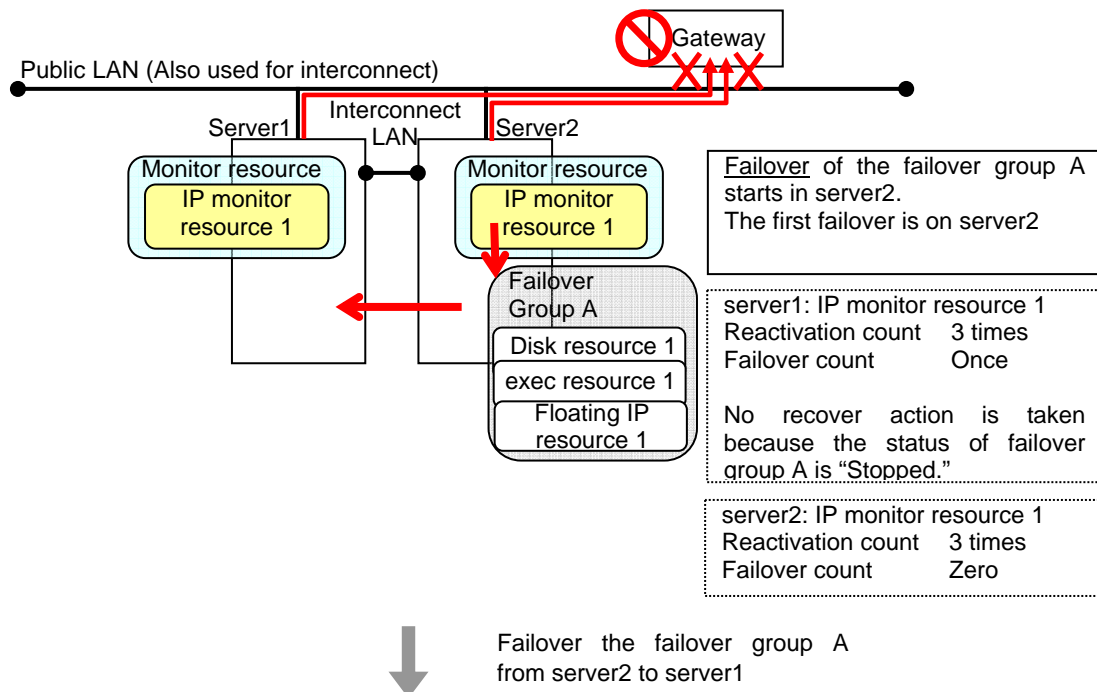 Gateway
Public LAN (Also used for interconnect)
Interconnect
LAN
Server1
Server2
Monitor resource
IP monitor
resource 1
Monitor resource
IP monitor
resource 1
Failover
Group A
Disk resource 1
exec resource 1
Floating IP
resource 1
Failover of the failover group A
starts in server2.
The first failover is on server2
server1: IP monitor resource 1
Reactivation count 3 times
Failover count Once
No recover action is taken
because the status of failover
group A is “Stopped.”
server2: IP monitor resource 1
Reactivation count 3 times
Failover count Zero
Failover the failover group A
from server2 to server1